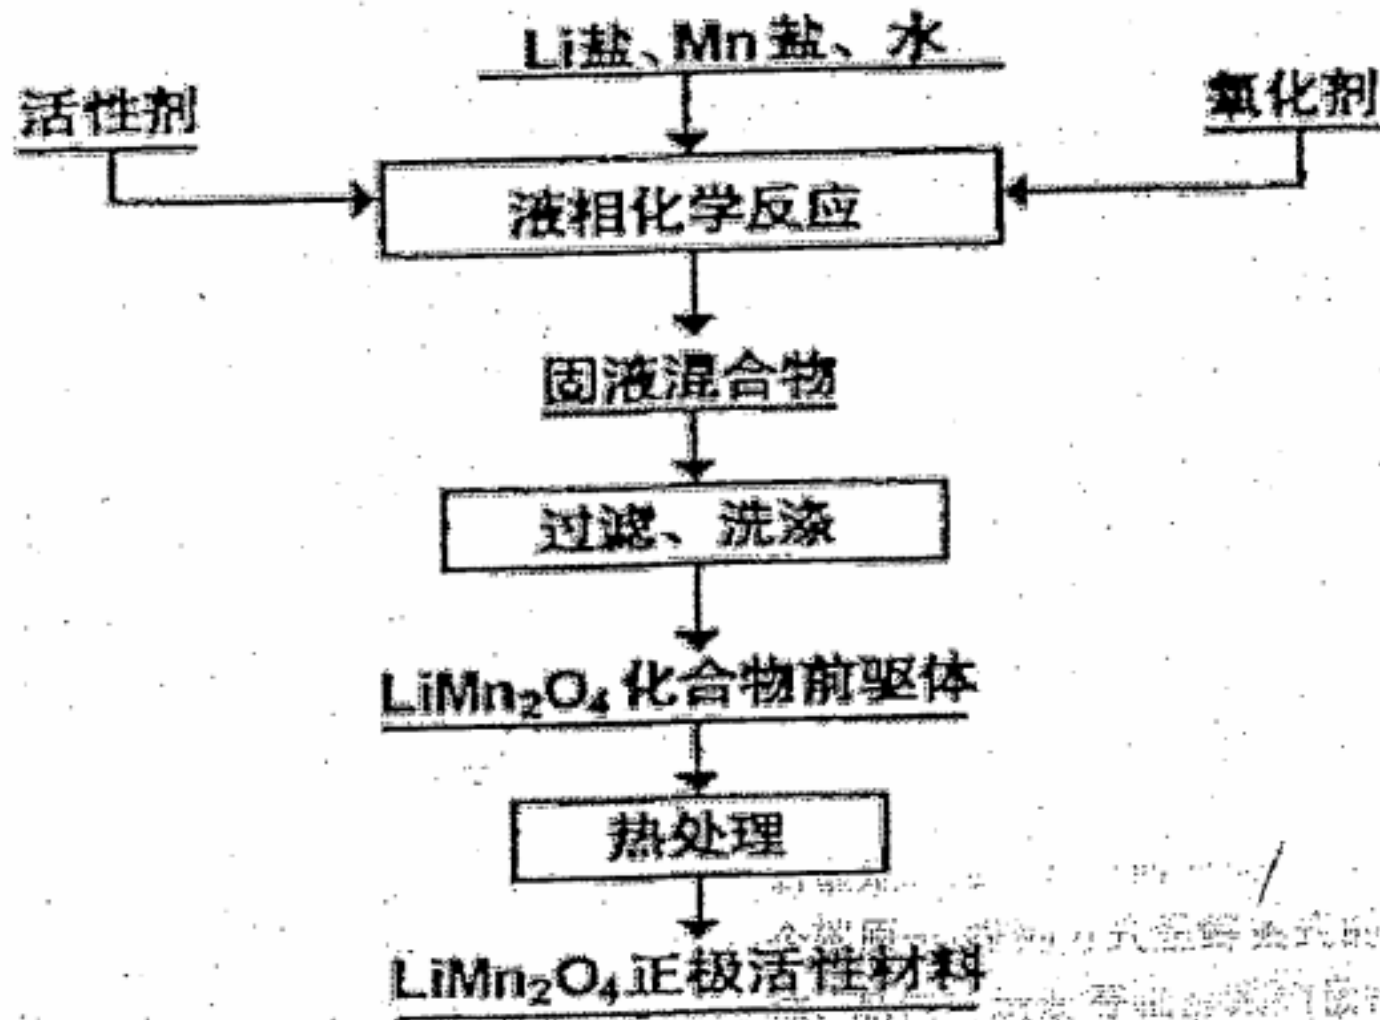 Li盐、Mn盐、水
活性剂
氧化剂
液相化学反应
固液混合物
过滤、洗涤
LiMn₂O₄化合物前驱体
热处理
LiMn₂O₄正极活性材料